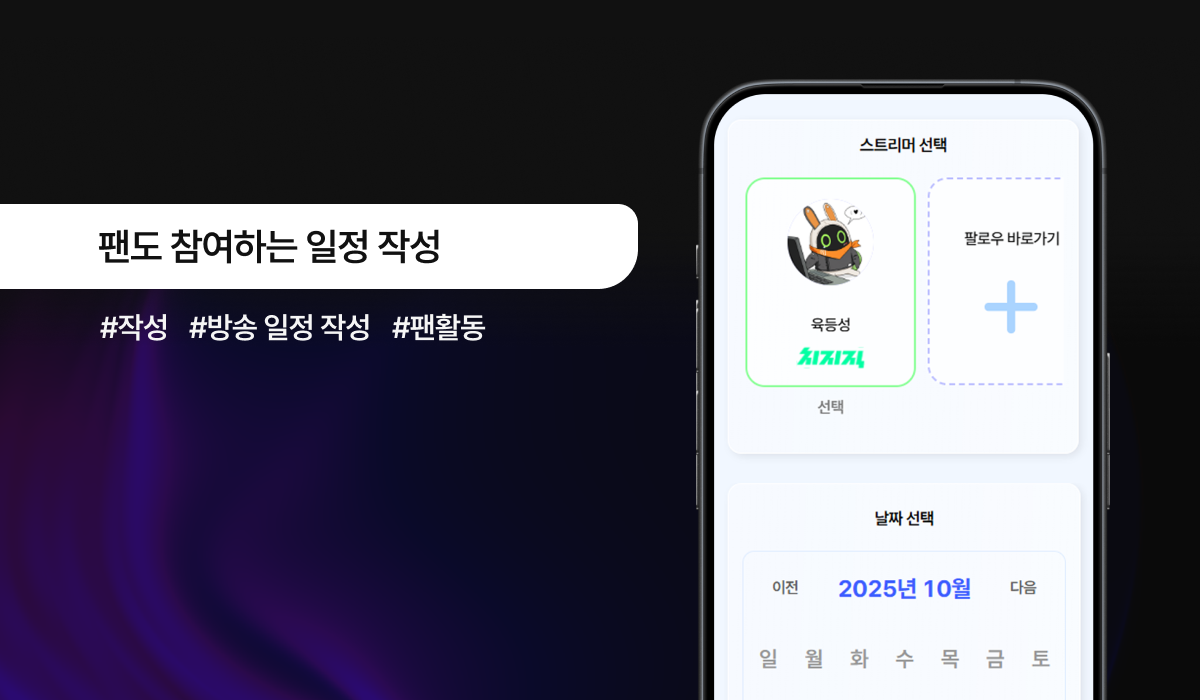 팬도 참여하는 일정 작성
#작성 #방송 일정 작성 #팬활동
스트리머 선택
육등성
치지직
선택
팔로우 바로가기
날짜 선택
이전 2025년 10월 다음
일 월 화 수 목 금 토